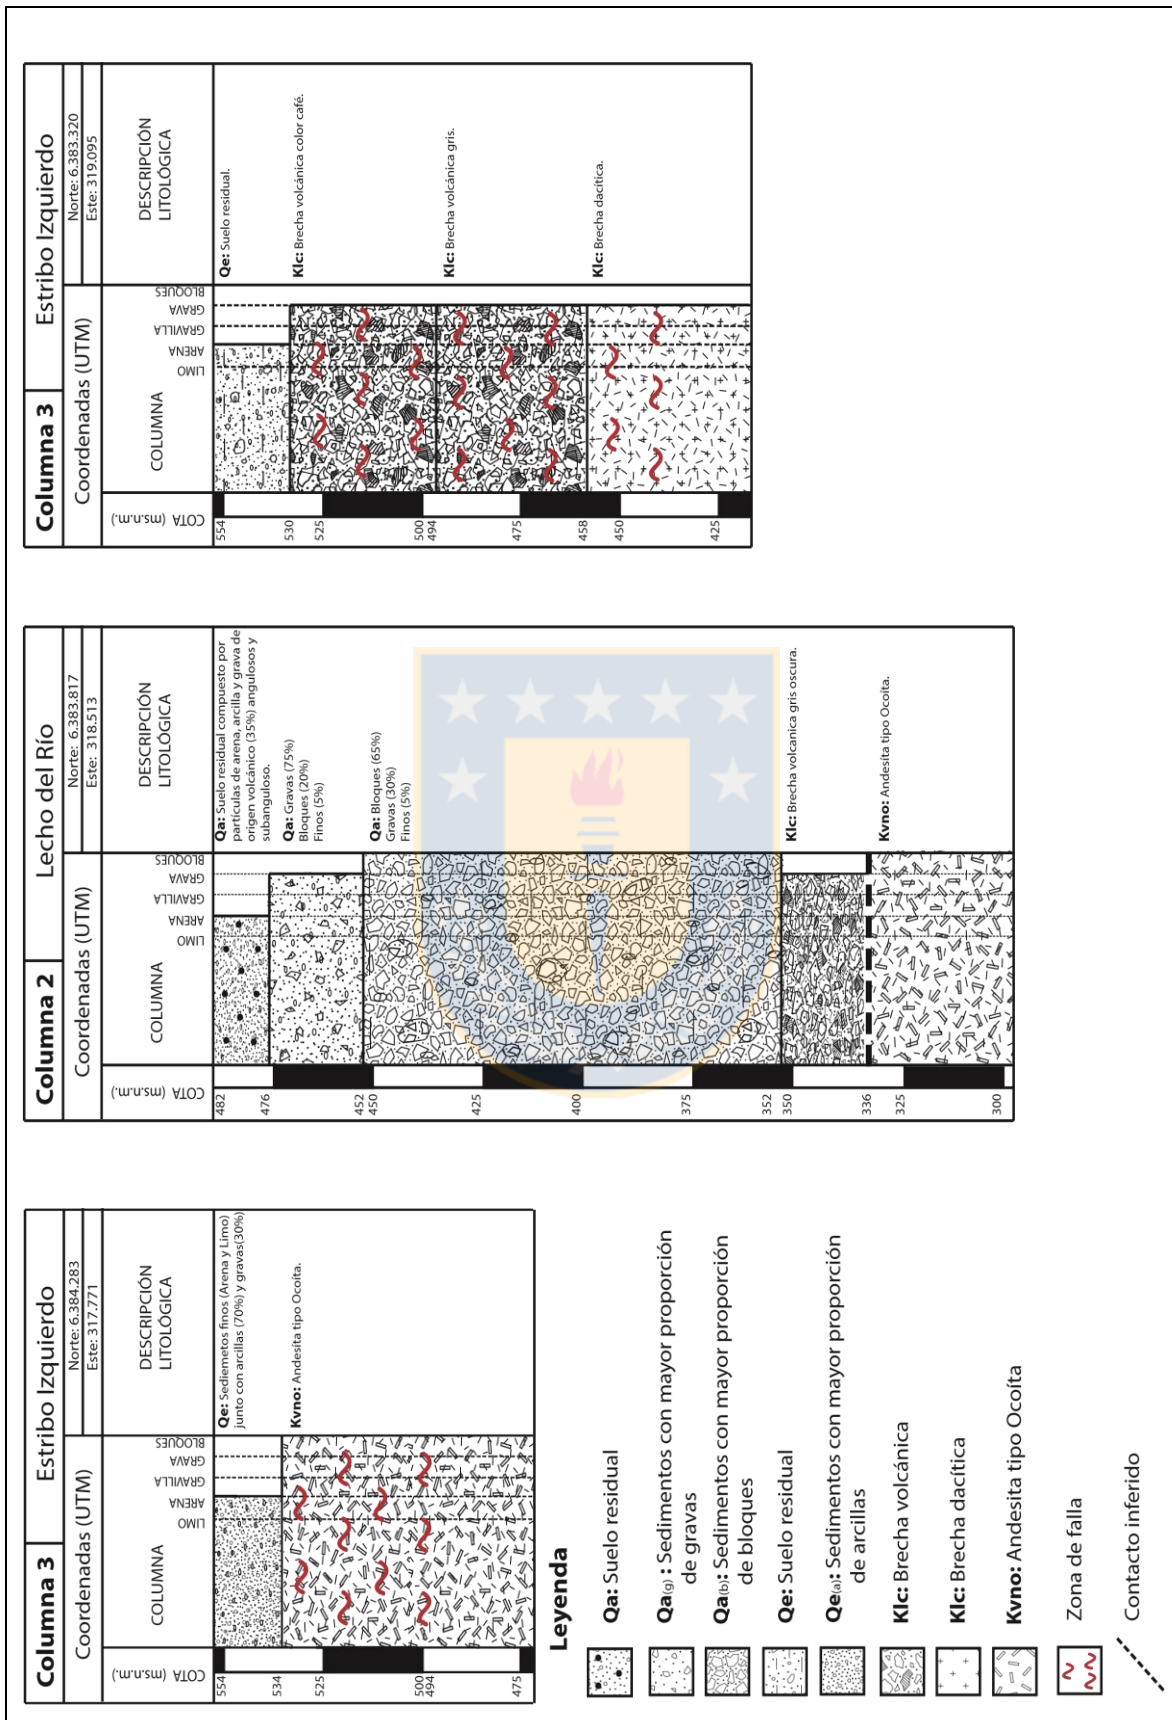 Columna 3
Estribo Izquierdo
Coordenadas (UTM)
Norte: 6.384.283
Este: 317.771
COTA (ms.n.m.)
COLUMNA
LIMO
ARENA
GRAVILLA
GRAVA
BLOQUES
DESCRIPCIÓN
LITOLÓGICA
554
534
525
500
494
475
Qe: Sediemetos finos (Arena y Limo)
junto con arcillas (70%) y gravas(30%)
Kvno: Andesita tipo Ocoíta.
Columna 2
Lecho del Río
Coordenadas (UTM)
Norte: 6.383.817
Este: 318.513
COTA (ms.n.m.)
COLUMNA
LIMO
ARENA
GRAVILLA
GRAVA
BLOQUES
DESCRIPCIÓN
LITOLÓGICA
482
476
452
450
425
400
375
352
350
336
325
300
Qa: Suelo residual compuesto por
partículas de arena, arcilla y grava de
origen volcánico (35%) angulosos y
subanguloso.
Qa: Gravas (75%)
Bloques (20%)
Finos (5%)
Qa: Bloques (65%)
Gravas (30%)
Finos (5%)
Klc: Brecha volcanica gris oscura.
Kvno: Andesita tipo Ocoíta.
Columna 3
Estribo Izquierdo
Coordenadas (UTM)
Norte: 6.383.320
Este: 319.095
COTA (ms.n.m.)
COLUMNA
LIMO
ARENA
GRAVILLA
GRAVA
BLOQUES
DESCRIPCIÓN
LITOLÓGICA
554
530
525
500
494
475
458
450
425
Qe: Suelo residual.
Klc: Brecha volcánica color café.
Klc: Brecha volcánica gris.
Klc: Brecha dacítica.
Leyenda
Qa: Suelo residual
Qa(g) : Sedimentos con mayor proporción
de gravas
Qa(b): Sedimentos con mayor proporción
de bloques
Qe: Suelo residual
Qe(a): Sedimentos con mayor proporción
de arcillas
Klc: Brecha volcánica
Klc: Brecha dacítica
Kvno: Andesita tipo Ocoíta
Zona de falla
Contacto inferido